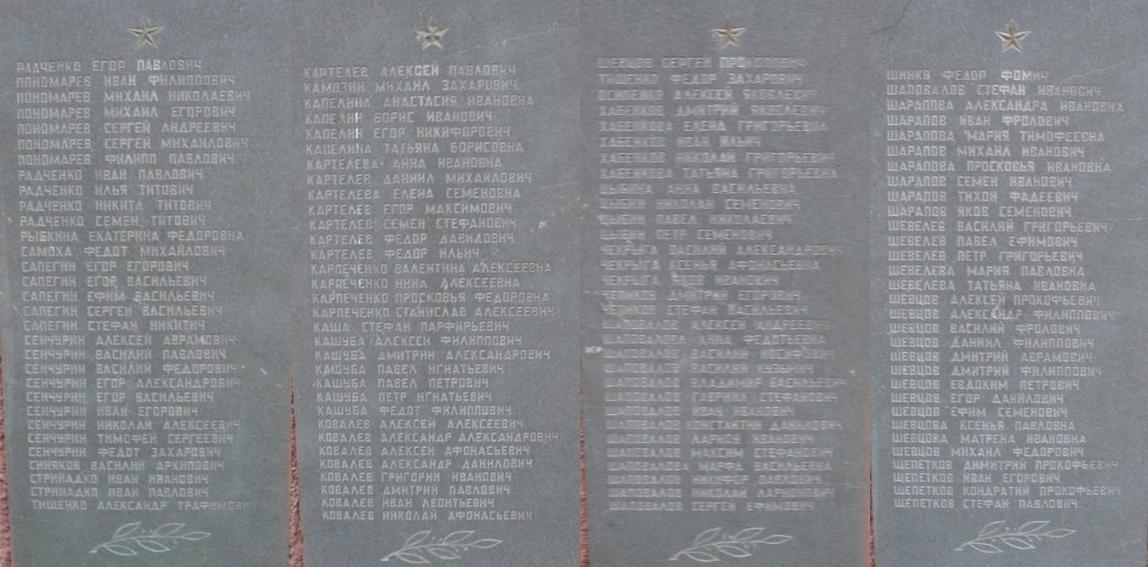 РАДЧЕНКО ЕГОР ПАВЛОВИЧ
ПОНОМАРЕВ ИВАН ФИЛИППОВИЧ
ПОНОМАРЕВ МИХАИЛ НИКОЛАЕВИЧ
ПОНОМАРЕВ МИХАИЛ ЕГОРОВИЧ
ПОНОМАРЕВ СЕРГЕЙ АНДРЕЕВИЧ
ПОНОМАРЕВ СЕРГЕЙ МИХАИЛОВИЧ
ПОНОМАРЕВ ФИЛИПП ПАВЛОВИЧ
РАДЧЕНКО ИВАН ПАВЛОВИЧ
РАДЧЕНКО ИЛЬЯ ТИТОВИЧ
РАДЧЕНКО НИКИТА ТИТОВИЧ
РАДЧЕНКО СЕМЕН ТИТОВИЧ
РЫБКИНА ЕКАТЕРИНА ФЕДОРОВНА
САМОХА ФЕДОТ МИХАЙЛОВИЧ
САПЕГИН ЕГОР ЕГОРОВИЧ
САПЕГИН ЕГОР ВАСИЛЬЕВИЧ
САПЕГИН ЕФИМ ВАСИЛЬЕВИЧ
САПЕГИН СЕРГЕЙ ВАСИЛЬЕВИЧ
САПЕГИН СТЕФАН НИКИТИЧ
СЕНЧУРИН АЛЕКСЕЙ АВРАМОВИЧ
СЕНЧУРИН ВАСИЛИЙ ПАВЛОВИЧ
СЕНЧУРИН ВАСИЛИЙ ФЕДОРОВИЧ
СЕНЧУРИН ЕГОР АЛЕКСАНДРОВИЧ
СЕНЧУРИН ЕГОР ВАСИЛЬЕВИЧ
СЕНЧУРИН ИВАН ЕГОРОВИЧ
СЕНЧУРИН НИКОЛАЙ АЛЕКСЕЕВИЧ
СЕНЧУРИН ТИМОФЕЙ СЕРГЕЕВИЧ
СЕНЧУРИН ФЕДОТ ЗАХАРОВИЧ
СИНЯКОВ ВАСИЛИЙ АРХИПОВИЧ
СТРИНАДКО ИВАН ИВАНОВИЧ
СТРИНАДКО ИВАН ПАВЛОВИЧ
ТИЩЕНКО АЛЕКСАНДР ТРАФИМОВИЧ
КАРТЕЛЕВ АЛЕКСЕЙ ПАВЛОВИЧ
КАМОЗИН МИХАИЛ ЗАХАРОВИЧ
КАПЕЛИНА АНАСТАСИЯ ИВАНОВНА
КАПЕЛИН БОРИС ИВАНОВИЧ
КАПЕЛИН ЕГОР НИКИФОРОВИЧ
КАПЕЛИНА ТАТЬЯНА БОРИСОВНА
КАРТЕЛЕВА АННА ИВАНОВНА
КАРТЕЛЕВ ДАНИИЛ МИХАИЛОВИЧ
КАРТЕЛЕВА ЕЛЕНА СЕМЕНОВНА
КАРТЕЛЕВ ЕГОР МАКСИМОВИЧ
КАРТЕЛЕВ СЕМЕН СТЕФАНОВИЧ
КАРТЕЛЕВ ФЕДОР ДАВИДОВИЧ
КАРТЕЛЕВ ФЕДОР ИЛЬИЧ
КАРПЕЧЕНКО ВАЛЕНТИНА АЛЕКСЕЕВНА
КАРПЕЧЕНКО НИНА АЛЕКСЕЕВНА
КАРПЕЧЕНКО ПРОСКОВЬЯ ФЕДОРОВНА
КАРПЕЧЕНКО СТАНИСЛАВ АЛЕКСЕЕВИЧ
КАША СТЕФАН ПАРФИРЬЕВИЧ
КАШУБА АЛЕКСЕЙ ФИЛИППОВИЧ
КАШУБА ДМИТРИЙ АЛЕКСАНДРОВИЧ
КАШУБА ПАВЕЛ ИГНАТЬЕВИЧ
КАШУБА ПАВЕЛ ПЕТРОВИЧ
КАШУБА ПЕТР ИГНАТЬЕВИЧ
КАШУБА ФЕДОТ ФИЛИППОВИЧ
КОВАЛЕВ АЛЕКСЕЙ АЛЕКСЕЕВИЧ
КОВАЛЕВ АЛЕКСАНДР АЛЕКСАНДРОВИЧ
КОВАЛЕВ АЛЕКСЕЙ АФОНАСЬЕВИЧ
КОВАЛЕВ АЛЕКСАНДР ДАНИЛОВИЧ
КОВАЛЕВ ГРИГОРИЙ ИВАНОВИЧ
КОВАЛЕВ ДМИТРИЙ ПАВЛОВИЧ
КОВАЛЕВ ИВАН ЛЕОНТЬЕВИЧ
КОВАЛЕВ НИКОЛАЙ АФОНАСЬЕВИЧ
ШЕВЦОВ СЕРГЕЙ ПРОКОПОВИЧ
ТИЩЕНКО ФЕДОР ЗАХАРОВИЧ
ОСИПЕНКО АЛЕКСЕЙ ЯКОВЛЕВИЧ
ХАБЕНКОВ ДМИТРИЙ ЯКОВЛЕВИЧ
ХАБЕНКОВА ЕЛЕНА ГРИГОРЬЕВНА
ХАБЕНКОВ ИВАН ИЛЬИЧ
ХАБЕНКОВ НИКОЛАЙ ГРИГОРЬЕВИЧ
ХАБЕНКОВА ТАТЬЯНА ГРИГОРЬЕВНА
ЦЫБИНА АННА ВАСИЛЬЕВНА
ЦЫБИН НИКОЛАЙ СЕМЕНОВИЧ
ЦЫБИН ПАВЕЛ НИКОЛАЕВИЧ
ЦЫБИН ПЕТР СЕМЕНОВИЧ
ЧЕКРЫГА ВАСИЛИЙ АЛЕКСАНДРОВИЧ
ЧЕКРЫГА КСЕНЬЯ АФОНАСЬЕВНА
ЧЕКРЫГА ЯКОВ ИВАНОВИЧ
ДМИТРИЙ ЕГОРОВИЧ
СТЕФАН ВАСИЛЬЕВИЧ
ШАПОВАЛОВ АЛЕКСЕЙ АНДРЕЕВИЧ
ШАПОВАЛОВА АННА ФЕДОТЬЕВНА
ШАПОВАЛОВ ВАСИЛИЙ ИОСИФОВИЧ
ШАПОВАЛОВ ВАСИЛИЙ КУЗЬМИЧ
ШАПОВАЛОВ ВЛАДИМИР ВАСИЛЬЕВИЧ
ШАПОВАЛОВ ГАВРИИЛ СТЕФАНОВИЧ
ШАПОВАЛОВ ИВАН ИВАНОВИЧ
ШАПОВАЛОВ КОНСТАНТИН ДАНИЛОВИЧ
ШАПОВАЛОВ ЛАРИОН ИВАНОВИЧ
ШАПОВАЛОВ МАКСИМ СТЕФАНОВИЧ
ШАПОВАЛОВА МАРФА ВАСИЛЬЕВНА
ШАПОВАЛОВ НИКИФОР ПАВЛОВИЧ
ШАПОВАЛОВ НИКОЛАЙ ЛАРИОНОВИЧ
ШАПОВАЛОВ СЕРГЕЙ ЕФИМОВИЧ
ШИНКО ФЕДОР ФОМИЧ
ШАПОВАЛОВ СТЕФАН ИВАНОВИЧ
ШАРАПОВА АЛЕКСАНДРА ИВАНОВНА
ШАРАПОВ ИВАН ФРОЛОВИЧ
ШАРАПОВА МАРИЯ ТИМОФЕЕВНА
ШАРАПОВ МИХАИЛ ИВАНОВИЧ
ШАРАПОВА ПРОСКОВЬЯ ИВАНОВНА
ШАРАПОВ СЕМЕН ИВАНОВИЧ
ШАРАПОВ ТИХОН ФАДЕЕВИЧ
ШАРАПОВ ЯКОВ СЕМЕНОВИЧ
ШЕВЕЛЕВ ВАСИЛИЙ ГРИГОРЬЕВИЧ
ШЕВЕЛЕВ ПАВЕЛ ЕФИМОВИЧ
ШЕВЕЛЕВ ПЕТР ГРИГОРЬЕВИЧ
ШЕВЕЛЕВА МАРИЯ ПАВЛОВНА
ШЕВЕЛЕВА ТАТЬЯНА ИВАНОВНА
ШЕВЦОВ АЛЕКСЕЙ ПРОКОФЬЕВИЧ
ШЕВЦОВ АЛЕКСАНДР ФИЛИППОВИЧ
ШЕВЦОВ ВАСИЛИЙ ФРОЛОВИЧ
ШЕВЦОВ ДАНИИЛ ФИЛИППОВИЧ
ШЕВЦОВ ДМИТРИЙ АБРАМОВИЧ
ШЕВЦОВ ДМИТРИЙ ФИЛИППОВИЧ
ШЕВЦОВ ЕВДОКИМ ПЕТРОВИЧ
ШЕВЦОВ ЕГОР ДАНИЛОВИЧ
ШЕВЦОВ ЕФИМ СЕМЕНОВИЧ
ШЕВЦОВА КСЕНЬЯ ПАВЛОВНА
ШЕВЦОВА МАТРЕНА ИВАНОВНА
ШЕВЦОВ МИХАИЛ ФЕДОРОВИЧ
ЩЕПЕТКОВ ДИМИТРИЙ ПРОКОФЬЕВИЧ
ЩЕПЕТКОВ ИВАН ЕГОРОВИЧ
ЩЕПЕТКОВ КОНДРАТИЙ ПРОКОФЬЕВИЧ
ЩЕПЕТКОВ СТЕФАН ПАВЛОВИЧ